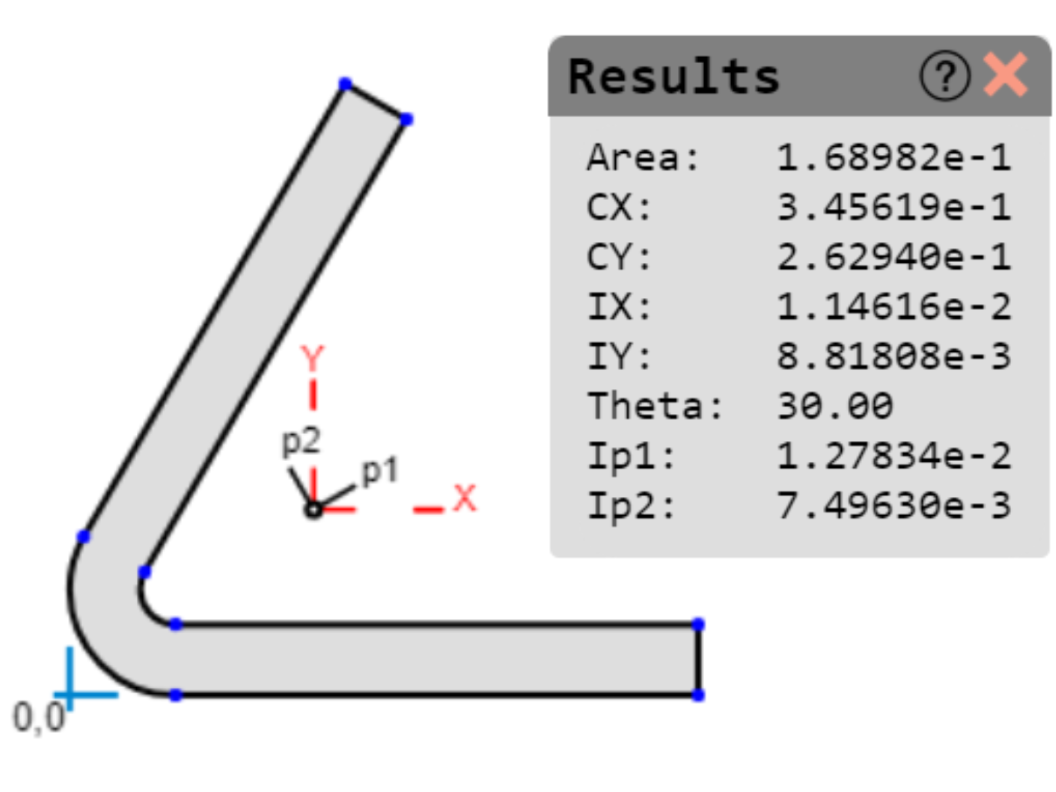 Results ?
Area: 1.68982e-1
CX: 3.45619e-1
CY: 2.62940e-1
IX: 1.14616e-2
IY: 8.81808e-3
Theta: 30.00
Ip1: 1.27834e-2
Ip2: 7.49630e-3
Y
p2
p1
X
0,0